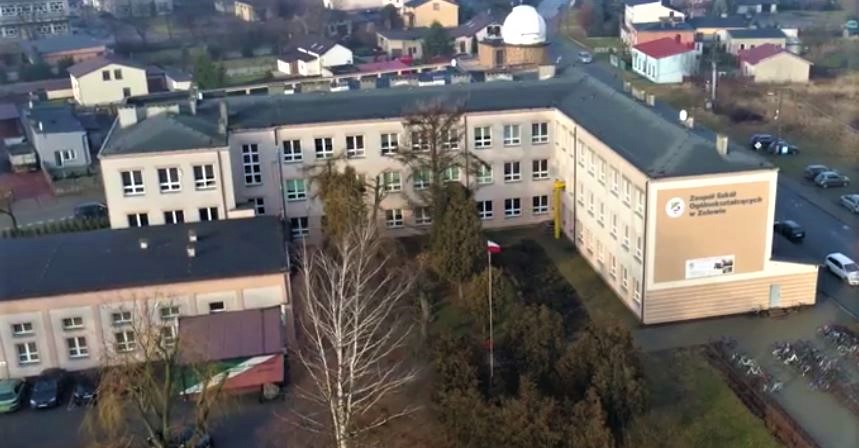 Zespół Szkół
Ogólnokształcących
w Zelowie